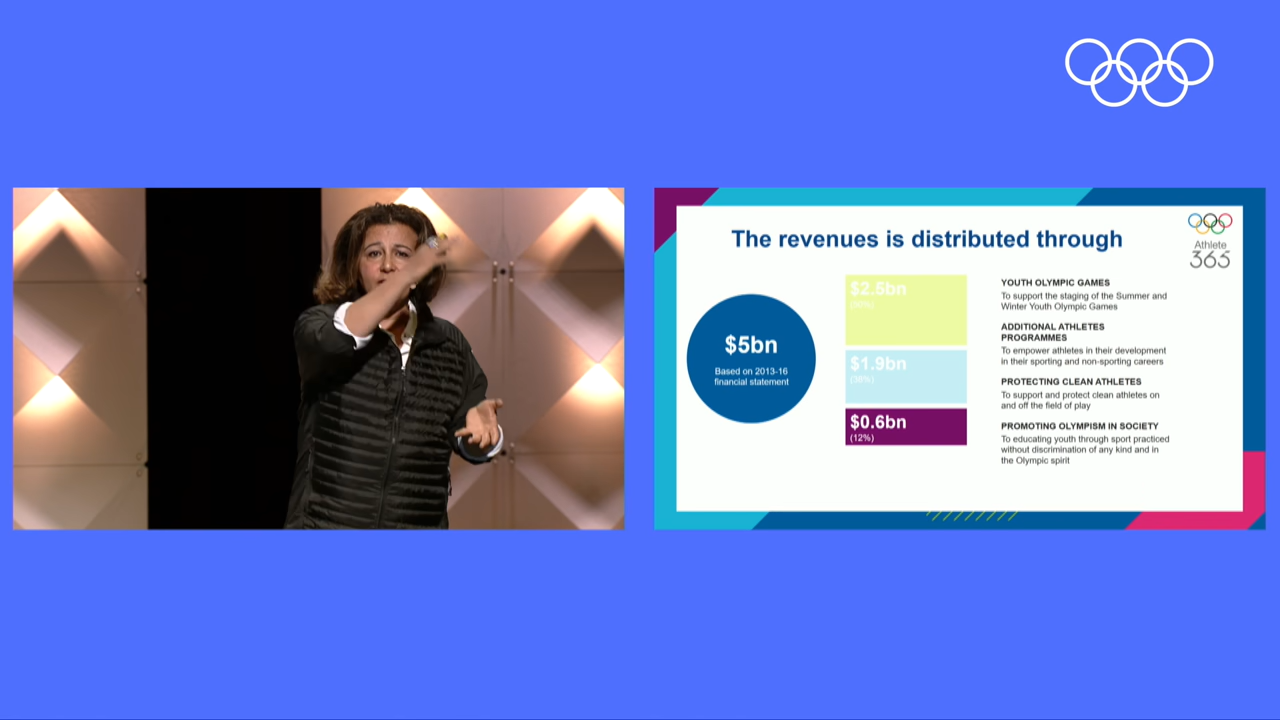 The revenues is distributed through
Athlete
365
$5bn
Based on 2013-16
financial statement
$2.5bn
(50%)
$1.9bn
(38%)
$0.6bn
(12%)
YOUTH OLYMPIC GAMES
To support the staging of the Summer and
Winter Youth Olympic Games
ADDITIONAL ATHLETES
PROGRAMMES
To empower athletes in their development
in their sporting and non-sporting careers
PROTECTING CLEAN ATHLETES
To support and protect clean athletes on
and off the field of play
PROMOTING OLYMPISM IN SOCIETY
To educating youth through sport practiced
without discrimination of any kind and in
the Olympic spirit